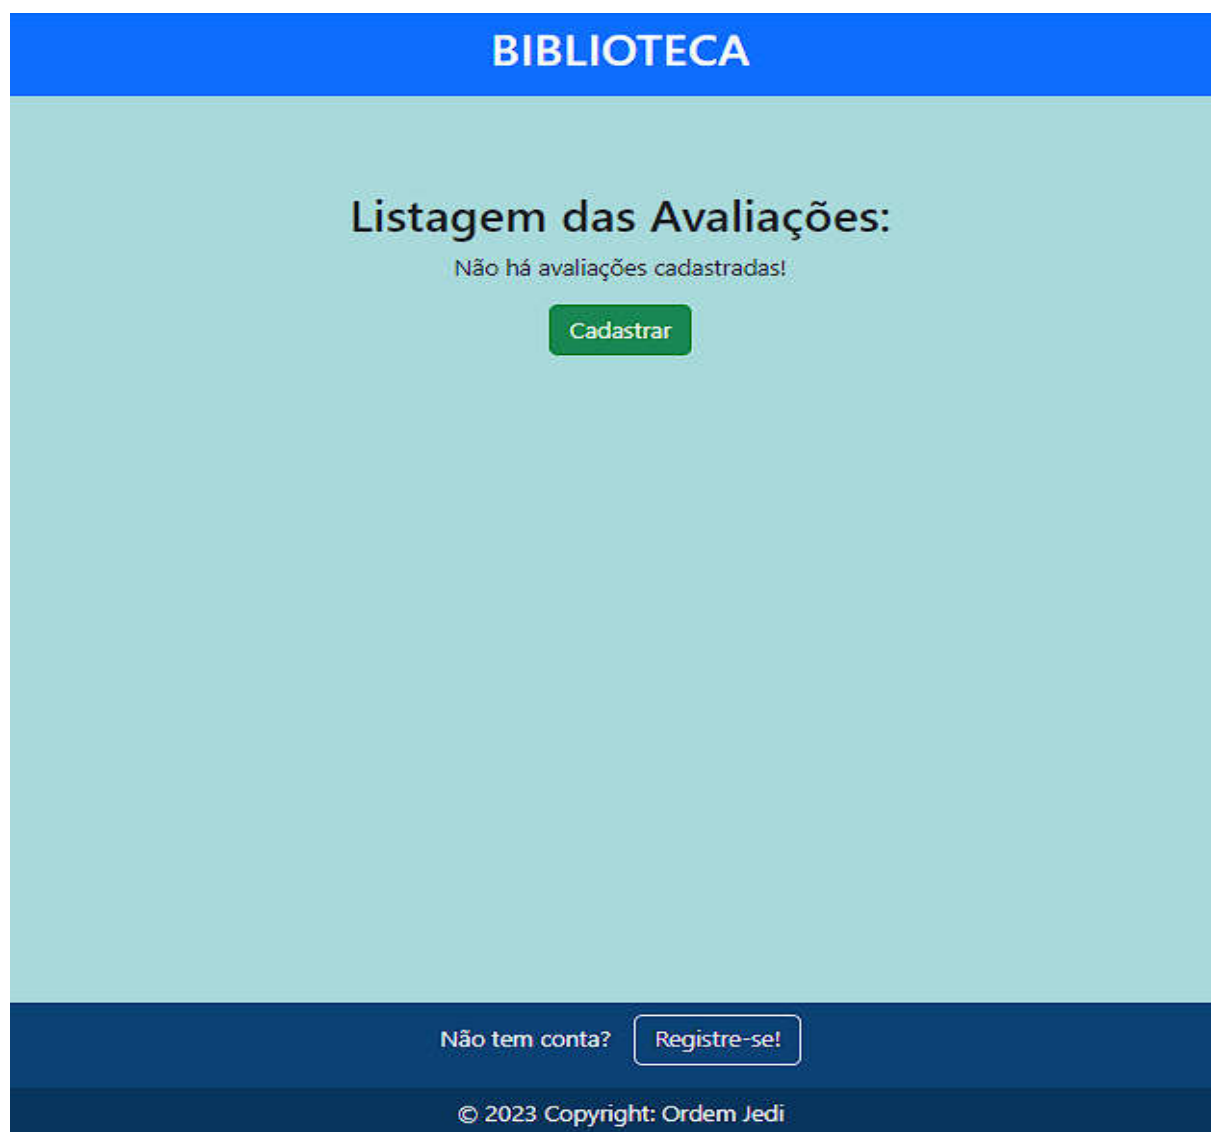 BIBLIOTECA
Listagem das Avaliações:
Não há avaliações cadastradas!
Cadastrar
Não tem conta? Registre-se!
© 2023 Copyright: Ordem Jedi